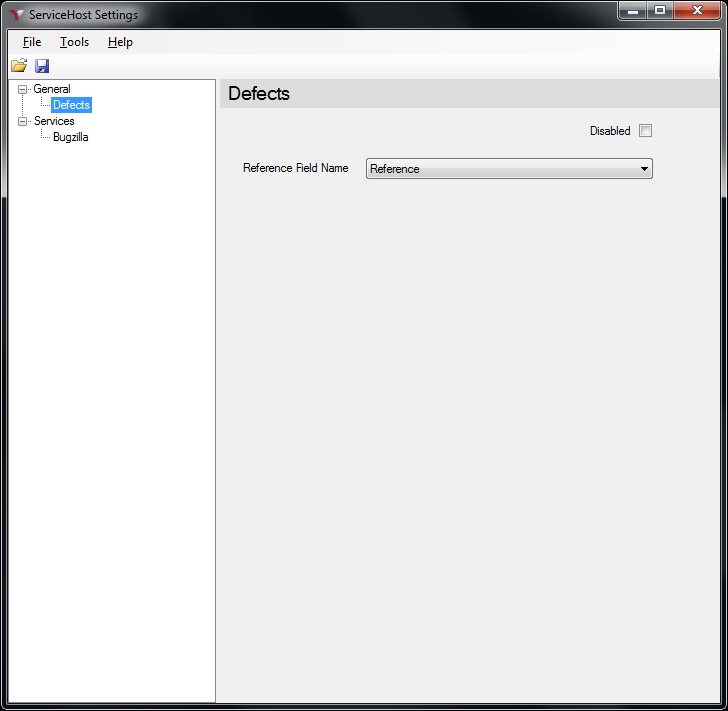 ServiceHost Settings
File Tools Help
General
Defects
Services
Bugzilla
Defects
Disabled
Reference Field Name Reference